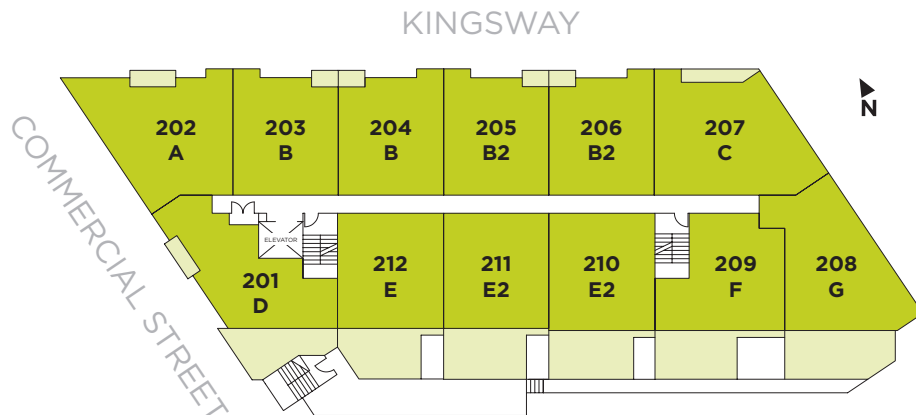 KINGSWAY
COMMERCIAL STREET
N
202
A
203
B
204
B
205
B2
206
B2
207
C
ELEVATOR
201
D
212
E
211
E2
210
E2
209
F
208
G